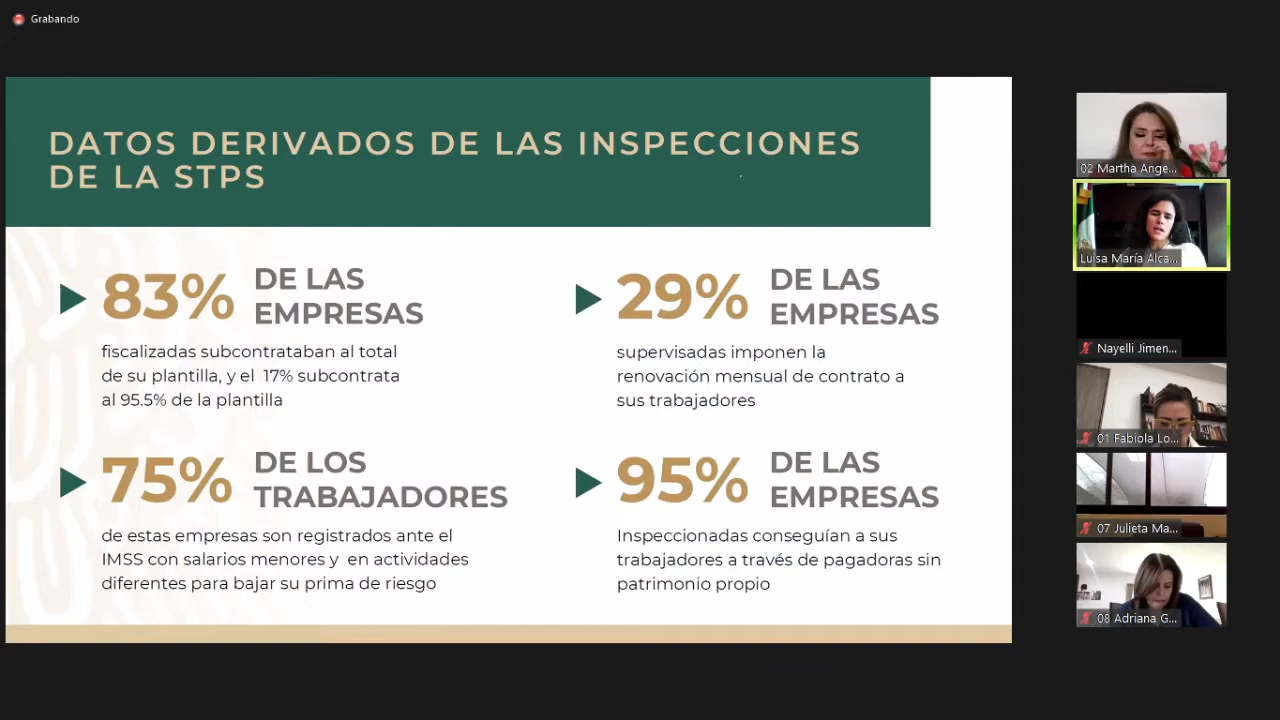 Grabando
DATOS DERIVADOS DE LAS INSPECCIONES
DE LA STPS
83% DE LAS
EMPRESAS
fiscalizadas subcontrataban al total
de su plantilla, y el 17% subcontrata
al 95.5% de la plantilla
29% DE LAS
EMPRESAS
supervisadas imponen la
renovación mensual de contrato a
sus trabajadores
75% DE LOS
TRABAJADORES
de estas empresas son registrados ante el
IMSS con salarios menores y en actividades
diferentes para bajar su prima de riesgo
95% DE LAS
EMPRESAS
Inspeccionadas conseguían a sus
trabajadores a través de pagadoras sin
patrimonio propio
02 Martha Ange...
Luisa María Alca...
Nayelli Jimen...
01 Fabiola Lo...
07 Julieta Ma...
08 Adriana G...